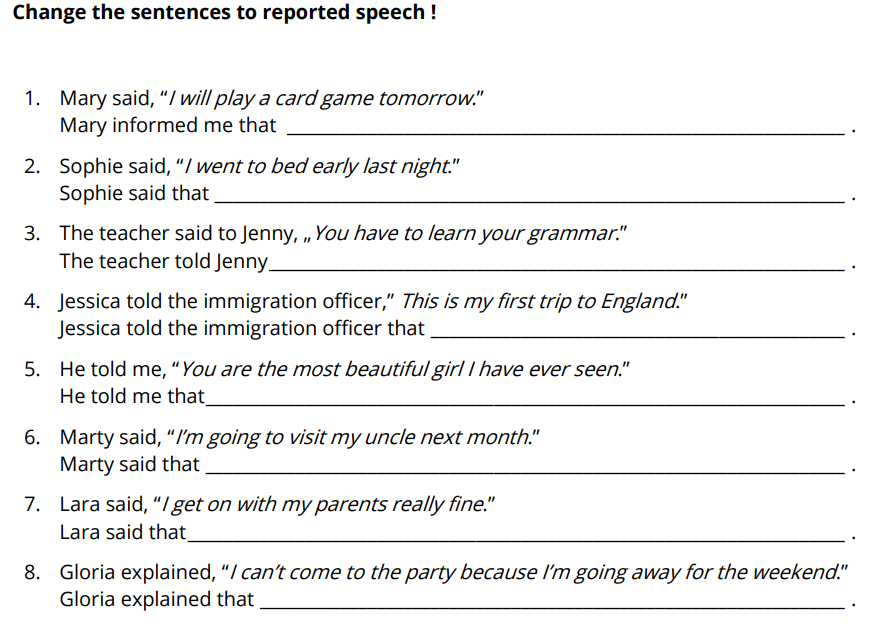 Change the sentences to reported speech !
1. Mary said, “I will play a card game tomorrow.”
Mary informed me that ______________________________ .
2. Sophie said, “I went to bed early last night.”
Sophie said that ______________________________ .
3. The teacher said to Jenny, „You have to learn your grammar.”
The teacher told Jenny______________________________ .
4. Jessica told the immigration officer,” This is my first trip to England.”
Jessica told the immigration officer that ______________________________ .
5. He told me, “You are the most beautiful girl I have ever seen.”
He told me that______________________________ .
6. Marty said, “I’m going to visit my uncle next month.”
Marty said that ______________________________ .
7. Lara said, “I get on with my parents really fine.”
Lara said that______________________________ .
8. Gloria explained, “I can’t come to the party because I’m going away for the weekend.”
Gloria explained that ______________________________ .